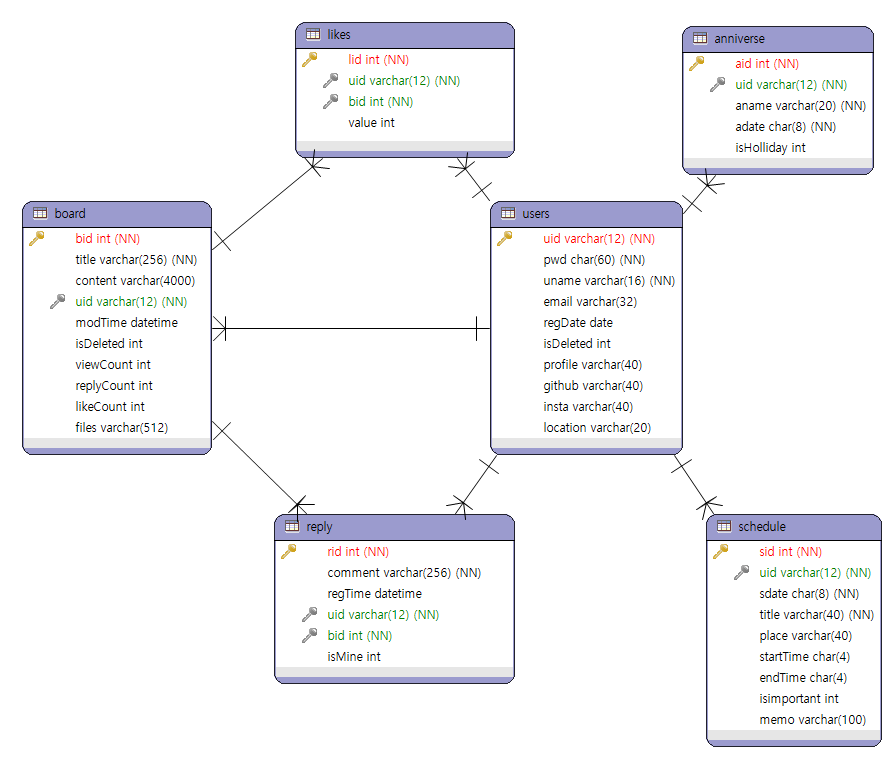 likes
lid int (NN)
uid varchar(12) (NN)
bid int (NN)
value int
anniverse
aid int (NN)
uid varchar(12) (NN)
aname varchar(20) (NN)
adate char(8) (NN)
isHolliday int
board
bid int (NN)
title varchar(256) (NN)
content varchar(4000)
uid varchar(12) (NN)
modTime datetime
isDeleted int
viewCount int
replyCount int
likeCount int
files varchar(512)
users
uid varchar(12) (NN)
pwd char(60) (NN)
uname varchar(16) (NN)
email varchar(32)
regDate date
isDeleted int
profile varchar(40)
github varchar(40)
insta varchar(40)
location varchar(20)
reply
rid int (NN)
comment varchar(256) (NN)
regTime datetime
uid varchar(12) (NN)
bid int (NN)
isMine int
schedule
sid int (NN)
uid varchar(12) (NN)
sdate char(8) (NN)
title varchar(40) (NN)
place varchar(40)
startTime char(4)
endTime char(4)
isimportant int
memo varchar(100)